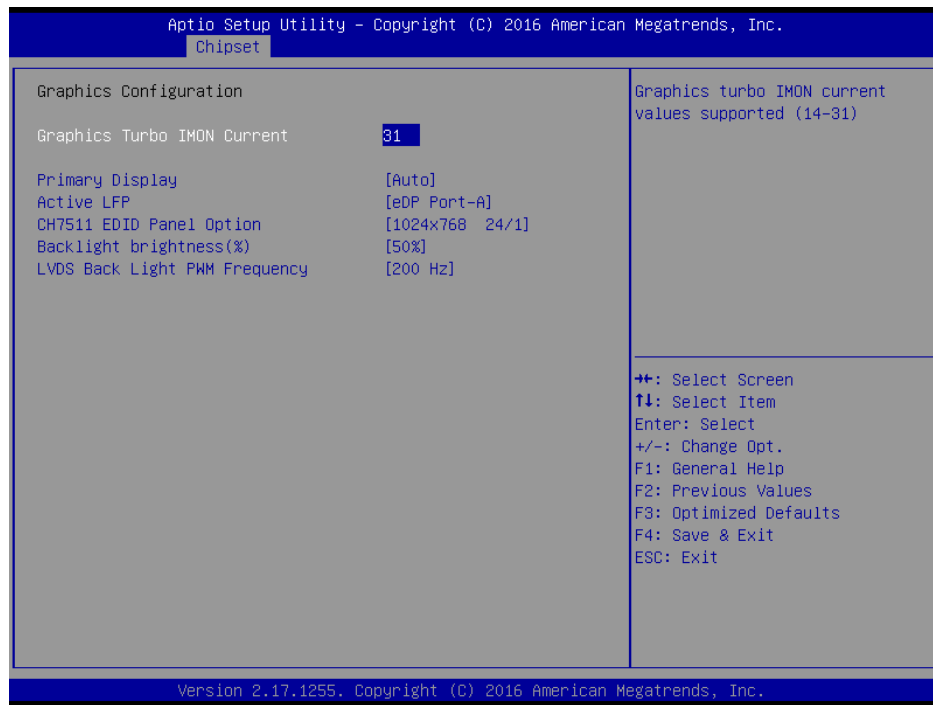 Aptio Setup Utility – Copyright (C) 2016 American Megatrends, Inc.
Chipset
Graphics Configuration
Graphics Turbo IMON Current 31
Primary Display [Auto]
Active LFP [eDP Port-A]
CH7511 EDID Panel Option [1024x768 24/1]
Backlight brightness(%) [50%]
LVDS Back Light PWM Frequency [200 Hz]
Graphics turbo IMON current
values supported (14-31)
→←: Select Screen
↑↓: Select Item
Enter: Select
+/-: Change Opt.
F1: General Help
F2: Previous Values
F3: Optimized Defaults
F4: Save & Exit
ESC: Exit
Version 2.17.1255. Copyright (C) 2016 American Megatrends, Inc.